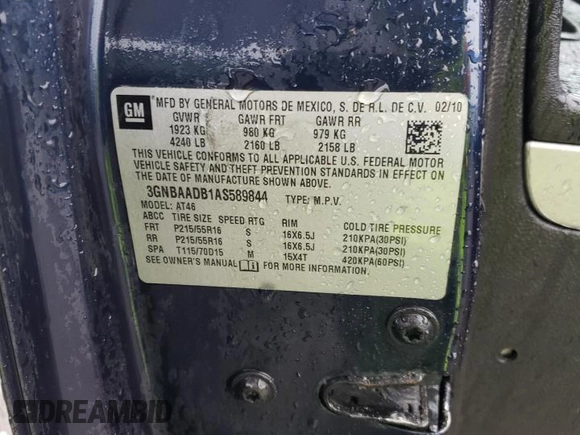 GM
MFD BY GENERAL MOTORS DE MEXICO, S. DE R.L. DE C.V. 02/10
GVWR GAWR FRT GAWR RR
1923 KG 980 KG 979 KG
4240 LB 2160 LB 2158 LB
THIS VEHICLE CONFORMS TO ALL APPLICABLE U.S. FEDERAL MOTOR
VEHICLE SAFETY AND THEFT PREVENTION STANDARDS IN EFFECT ON
THE DATE OF MANUFACTURE SHOWN ABOVE.
3GNBAADB1AS589844 TYPE: M.P.V.
MODEL: AT46
ABCC TIRE SIZE SPEED RTG RIM COLD TIRE PRESSURE
FRT P215/55R16 S 16X6.5J 210KPA(30PSI)
RR P215/55R16 S 16X6.5J 210KPA(30PSI)
SPA T115/70D15 M 15X4T 420KPA(60PSI)
SEE OWNER'S MANUAL FOR MORE INFORMATION
DREAMBID